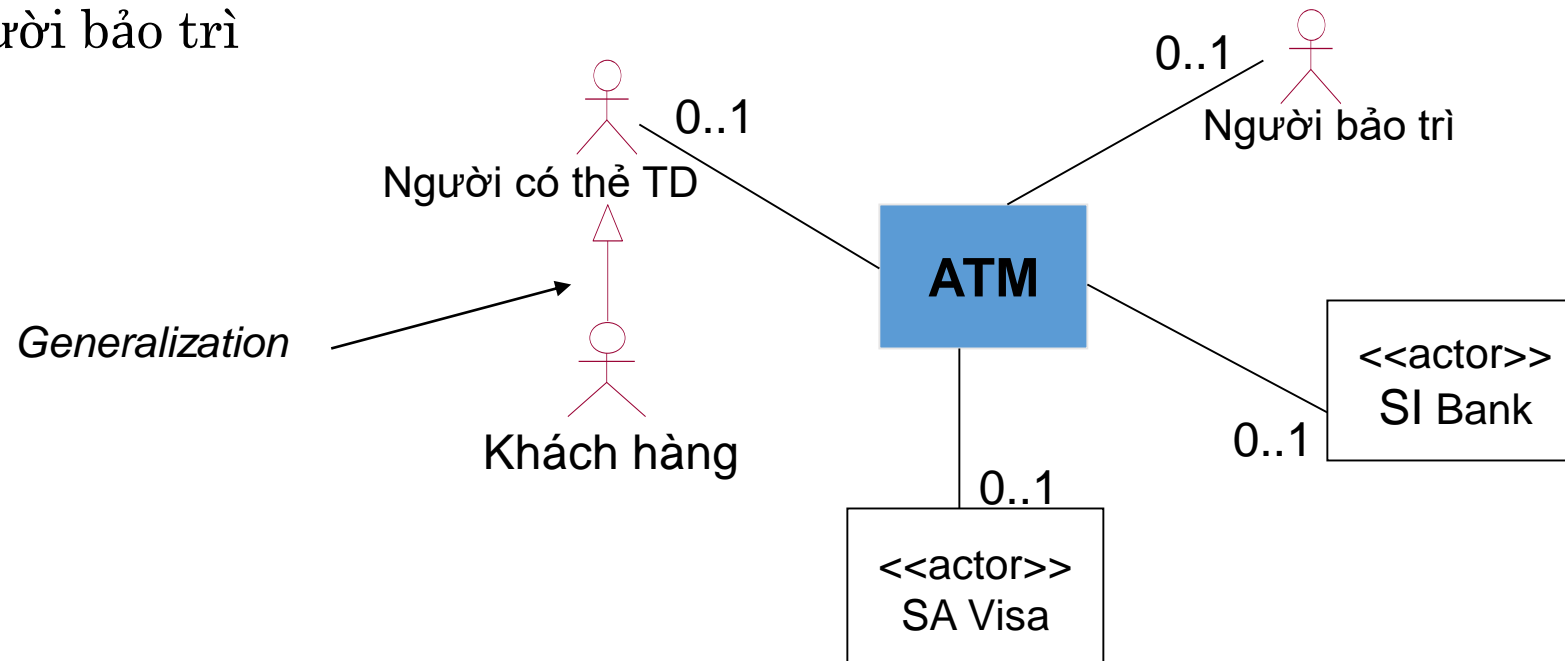 bảo trì
0..1
0..1
Người bảo trì
Người có thẻ TD
ATM
Generalization
<<actor>>
SI Bank
0..1
Khách hàng
0..1
<<actor>>
SA Visa